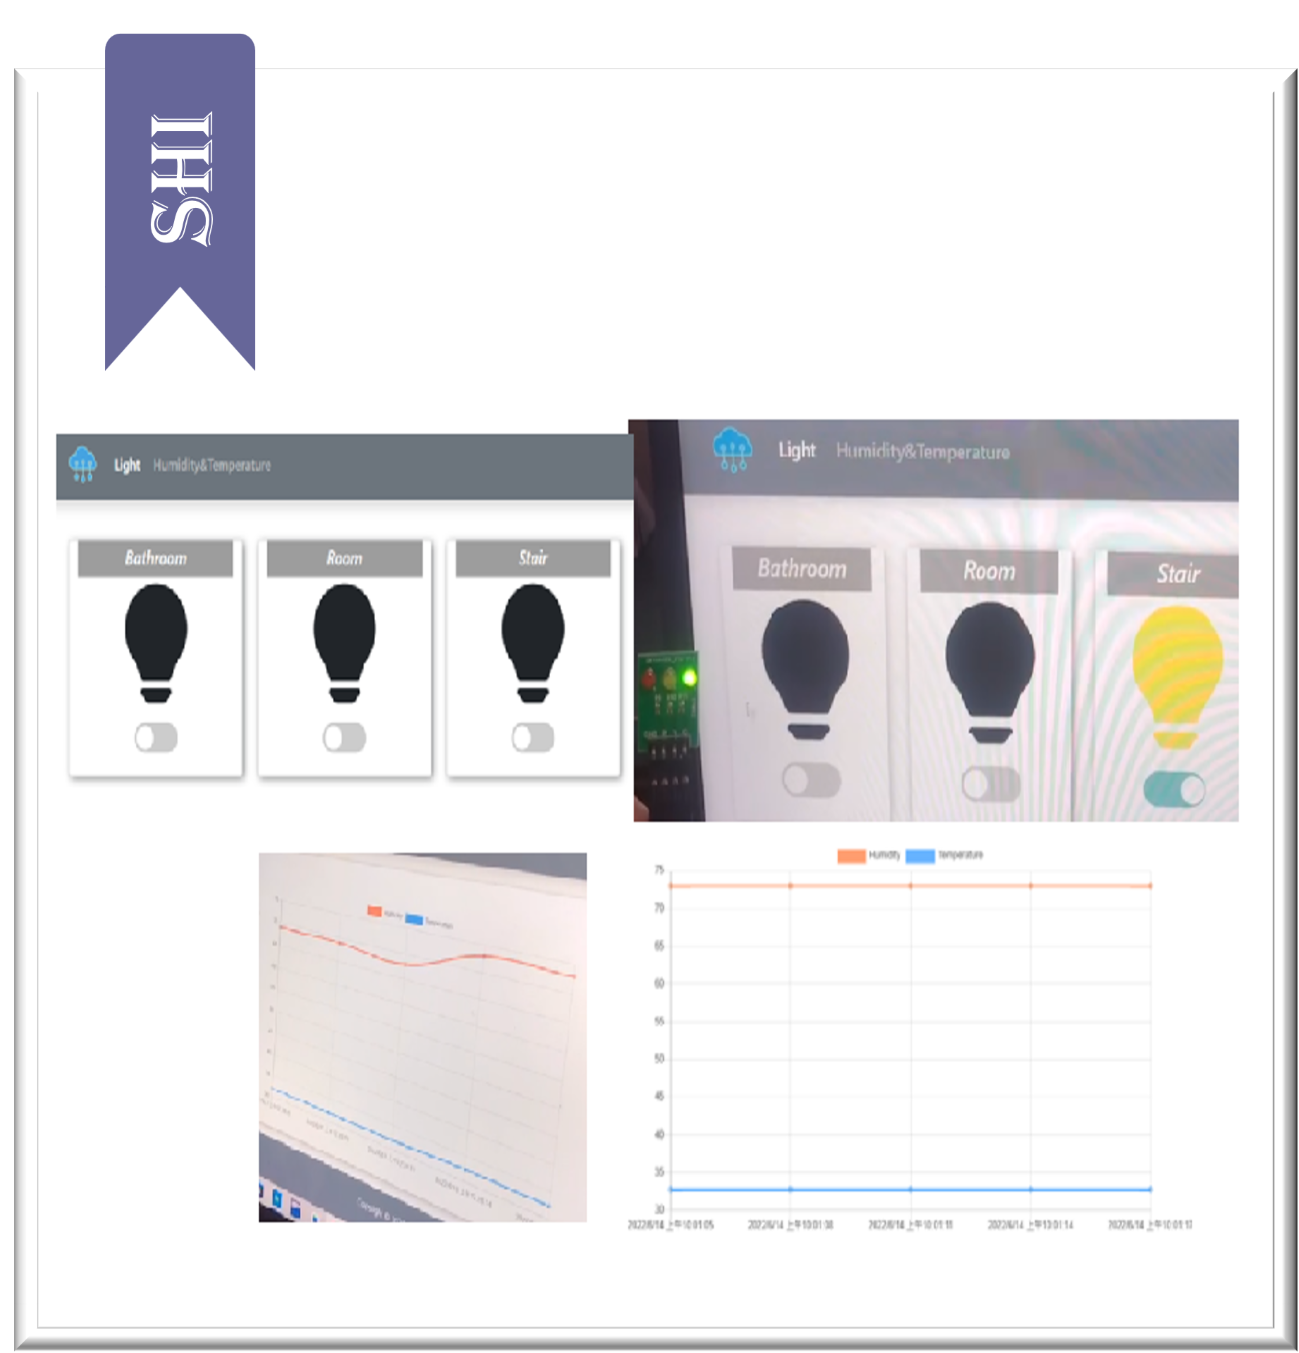 SHI
Light Humidity&Temperature
Bathroom Room Stair
Light Humidity&Temperature
Bathroom Room Stair
Humidity Temperature
75
70
65
60
55
50
45
40
35
30
2022/6/14 上午10:01:05 2022/6/14 上午10:01:08 2022/6/14 上午10:01:11 2022/6/14 上午10:01:14 2022/6/14 上午10:01:17